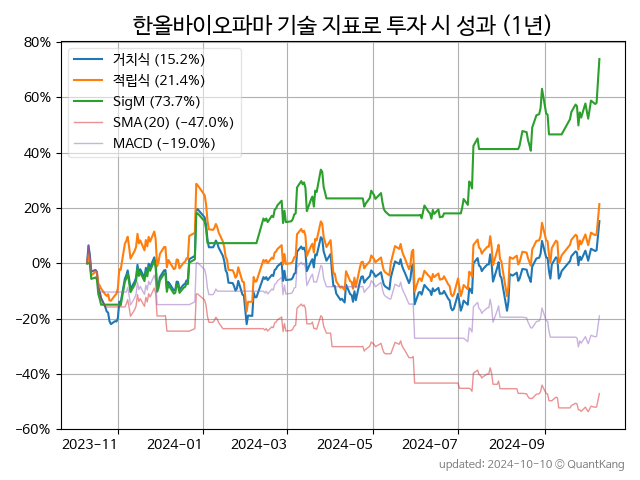 한올바이오파마 기술 지표로 투자 시 성과 (1년)
80%
60%
40%
20%
0%
−20%
−40%
−60%
거치식 (15.2%)
적립식 (21.4%)
SigM (73.7%)
SMA(20) (−47.0%)
MACD (−19.0%)
2023-11
2024-01
2024-03
2024-05
2024-07
2024-09
updated: 2024-10-10 © QuantKang